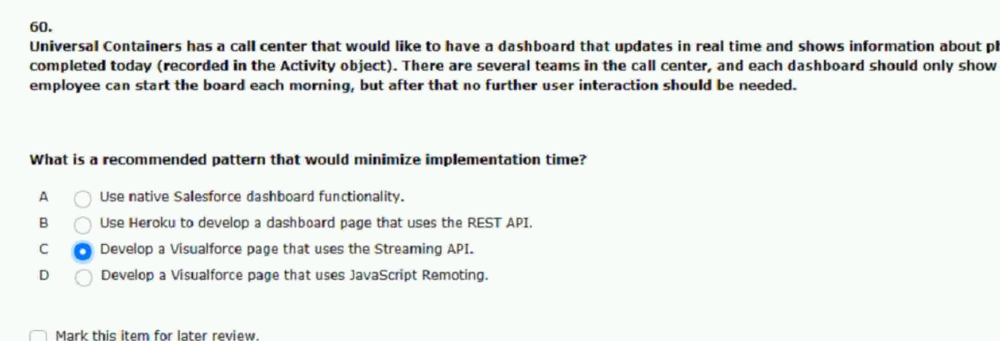 60.
Universal Containers has a call center that would like to have a dashboard that updates in real time and shows information about
completed today (recorded in the Activity object). There are several teams in the call center, and each dashboard should only show
employee can start the board each morning, but after that no further user interaction should be needed.
What is a recommended pattern that would minimize implementation time?
A Use native Salesforce dashboard functionality.
B Use Heroku to develop a dashboard page that uses the REST API.
C Develop a Visualforce page that uses the Streaming API.
D Develop a Visualforce page that uses JavaScript Remoting.
Mark this item for later review.